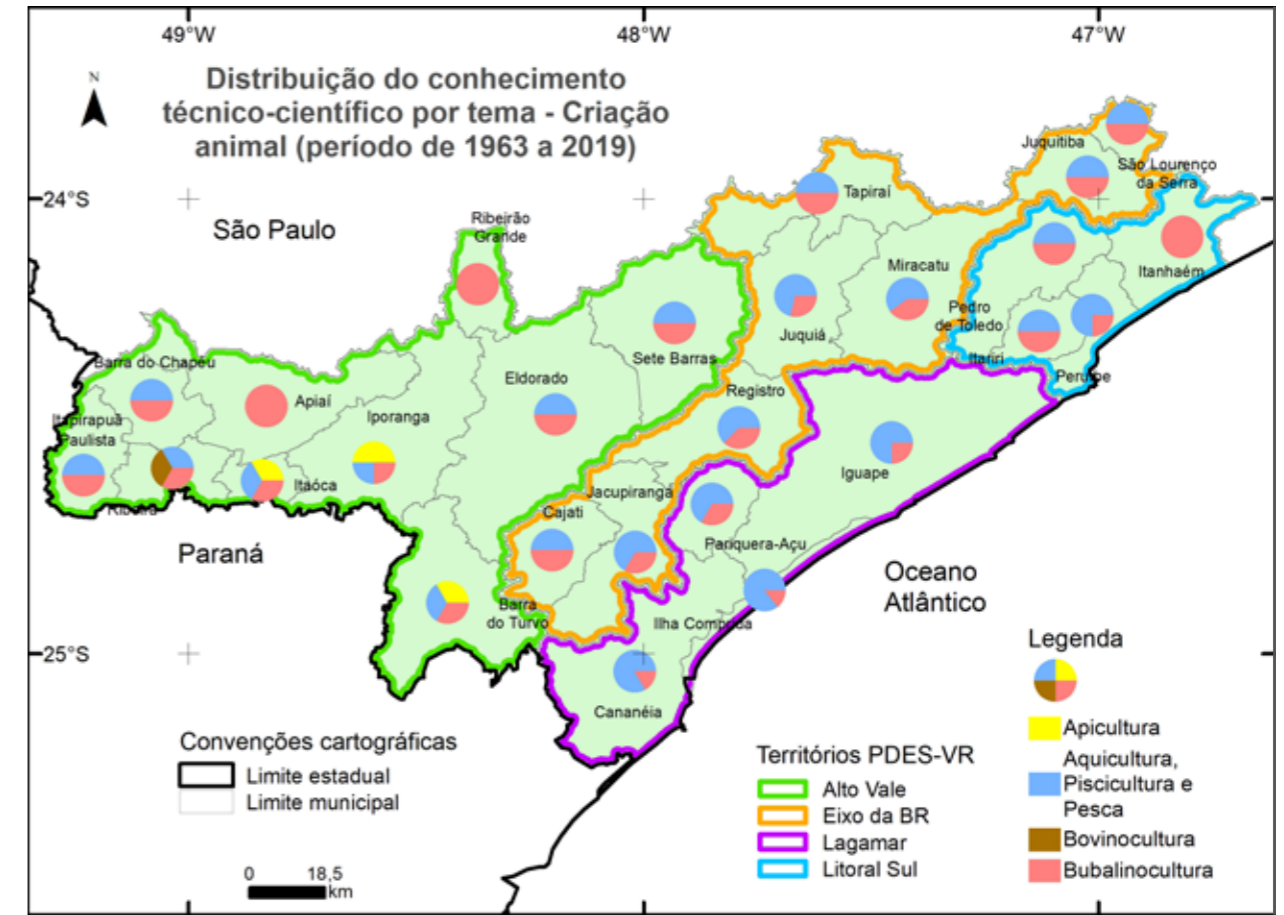 49°W
48°W
47°W
N
Distribuição do conhecimento
técnico-científico por tema - Criação
animal (período de 1963 a 2019)
24°S
São Paulo
Ribeirão
Grande
Tapiraí
Juquitiba
São Lourenço
da Serra
Itanhaém
Miracatu
Pedro
de Toledo
Juquiá
Itariri
Peruíbe
Sete Barras
Barra do Chapéu
Apiaí
Iporanga
Eldorado
Registro
Itapirapuã
Paulista
Itaóca
Ribeira
Iguape
Jacupiranga
Cajati
Pariquera-Açu
Paraná
Barra
do Turvo
Ilha Comprida
Oceano
Atlântico
25°S
Cananéia
Convenções cartográficas
Limite estadual
Limite municipal
0 18,5
km
Territórios PDES-VR
Alto Vale
Eixo da BR
Lagamar
Litoral Sul
Legenda
Apicultura
Aquicultura,
Piscicultura e
Pesca
Bovinocultura
Bubalinocultura